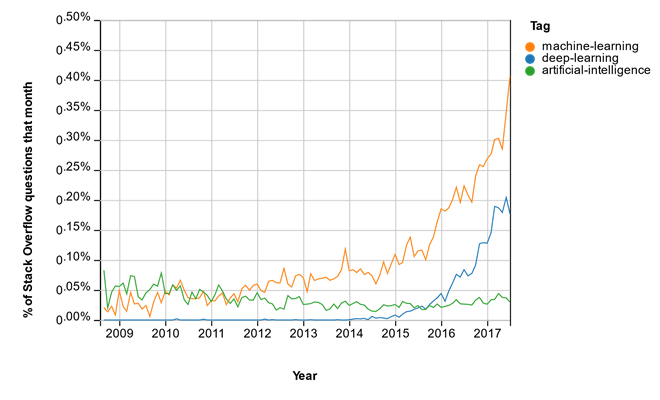 % of Stack Overflow questions that month
0.50%
0.45%
0.40%
0.35%
0.30%
0.25%
0.20%
0.15%
0.10%
0.05%
0.00%
2009 2010 2011 2012 2013 2014 2015 2016 2017
Year
Tag
machine-learning
deep-learning
artificial-intelligence